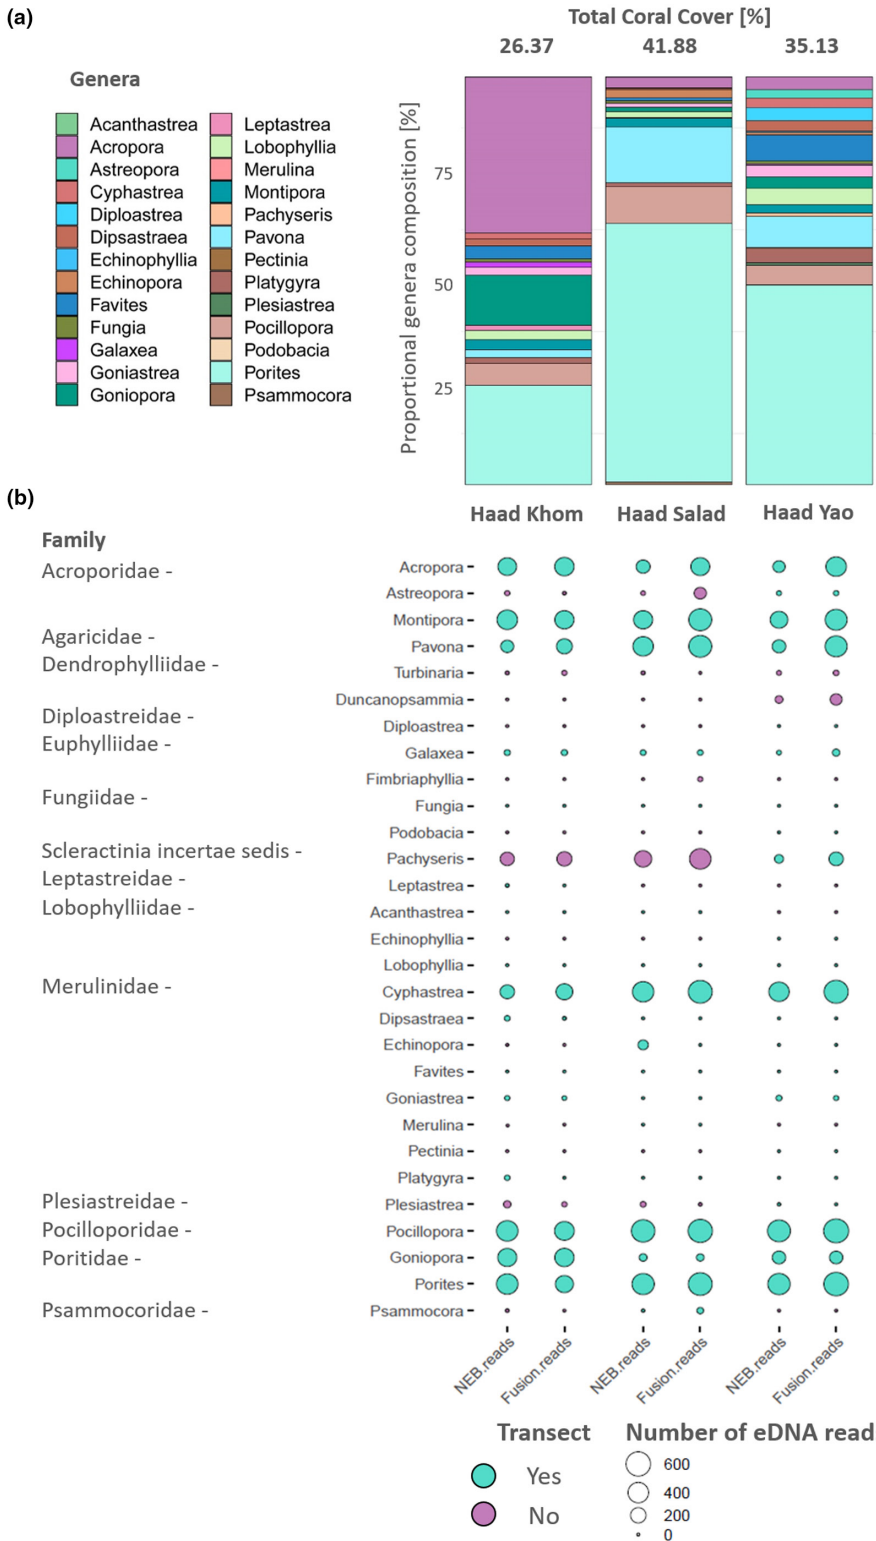 (a)
Total Coral Cover [%]
26.37 41.88 35.13
Genera
Acanthastrea Leptastrea
Acropora Lobophyllia
Astreopora Merulina
Cyphastrea Montipora
Diploastrea Pachyseris
Dipsastraea Pavona
Echinophyllia Pectinia
Echinopora Platygyra
Favites Plesiastrea
Fungia Pocillopora
Galaxea Podobacia
Goniastrea Porites
Goniopora Psammocora
Proportional genera composition [%]
75
50
25
Haad Khom Haad Salad Haad Yao
(b)
Family
Acroporidae -
Agaricidae -
Dendrophylliidae -
Diploastreidae -
Euphylliidae -
Fungiidae -
Scleractinia incertae sedis -
Leptastreidae -
Lobophylliidae -
Merulinidae -
Plesiastreidae -
Pocilloporidae -
Poritidae -
Psammocoridae -
Acropora
Astreopora
Montipora
Pavona
Turbinaria
Duncanopsammia
Diploastrea
Galaxea
Fimbriaphyllia
Fungia
Podobacia
Pachyseris
Leptastrea
Acanthastrea
Echinophyllia
Lobophyllia
Cyphastrea
Dipsastraea
Echinopora
Favites
Goniastrea
Merulina
Pectinia
Platygyra
Plesiastrea
Pocillopora
Goniopora
Porites
Psammocora
NEB.reads Fusion.reads NEB.reads Fusion.reads NEB.reads Fusion.reads
Transect
Yes
No
Number of eDNA read
600
400
200
0